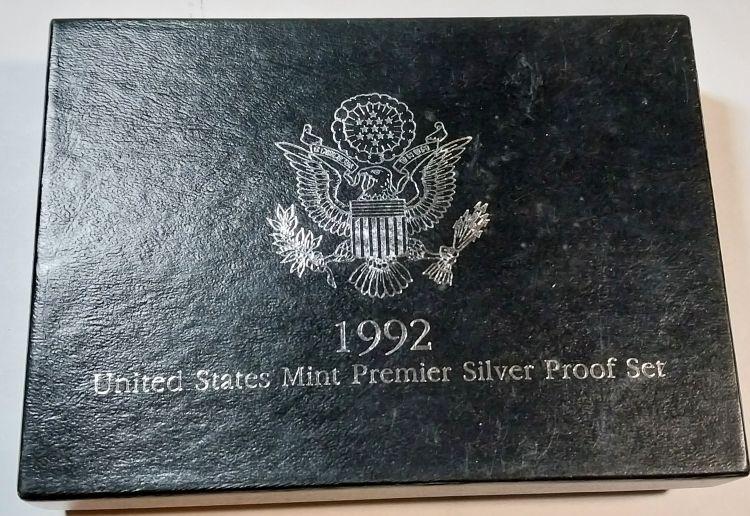 1992
United States Mint Premier Silver Proof Set